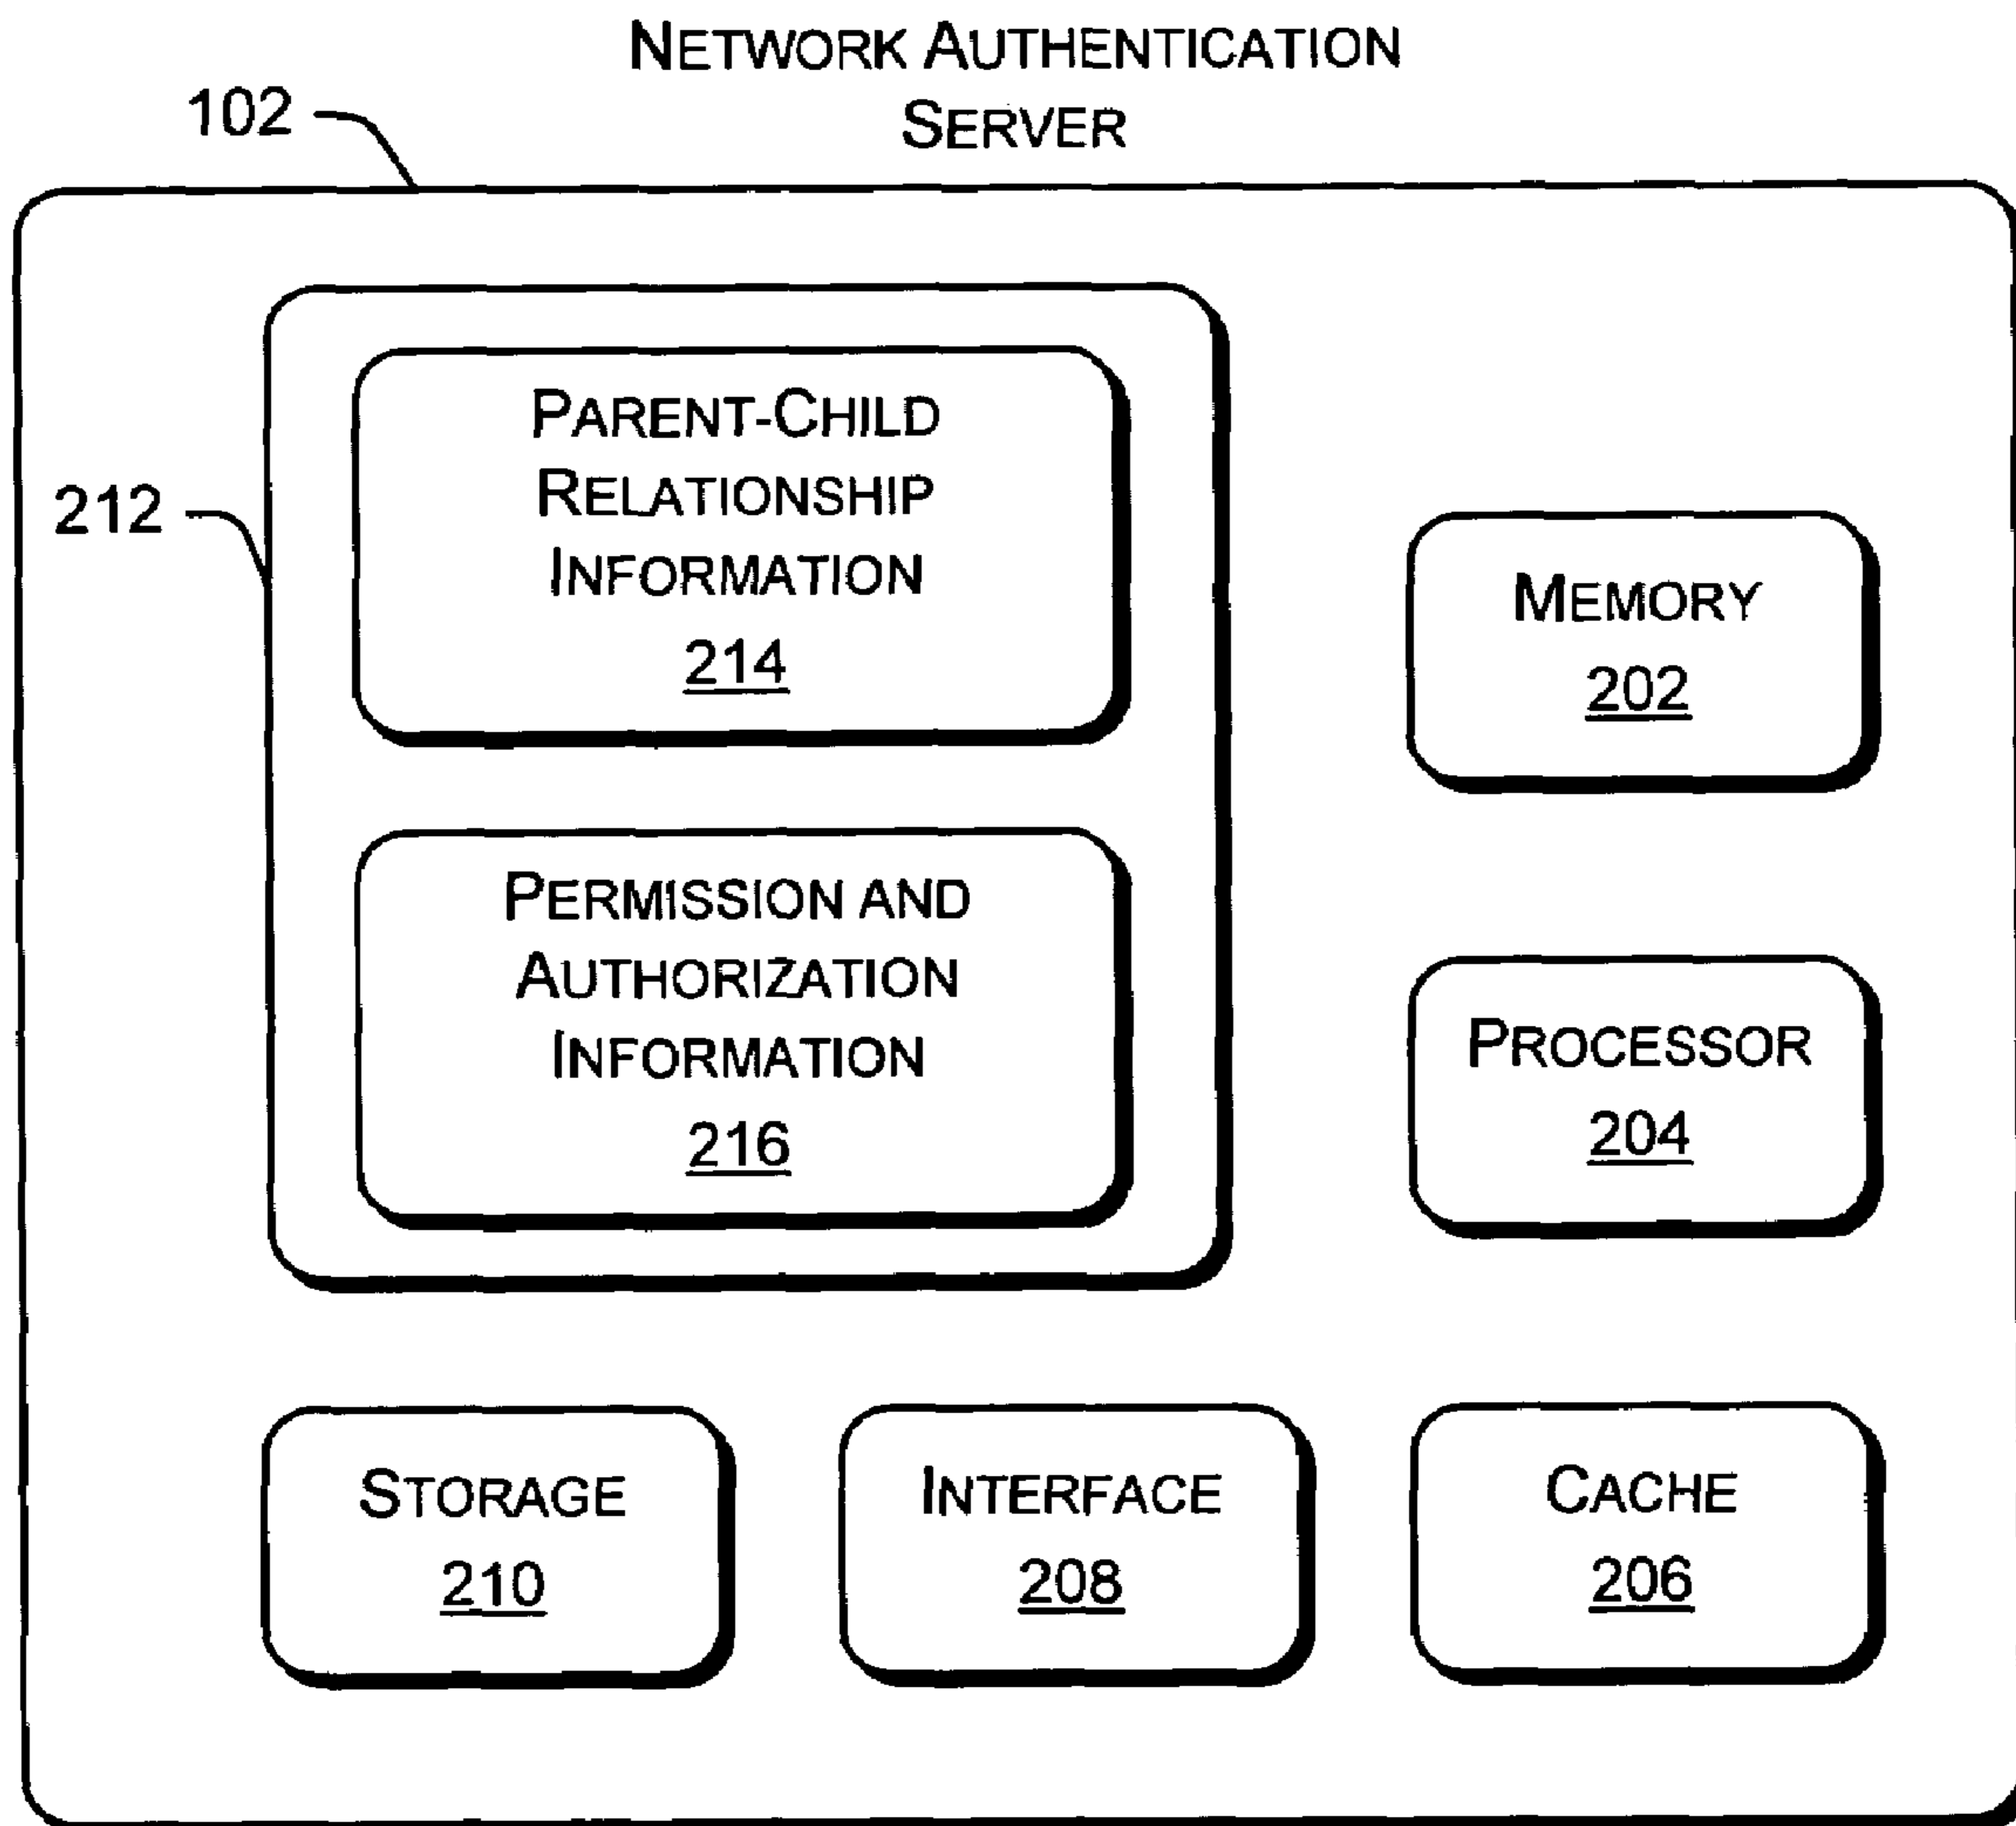 NETWORK AUTHENTICATION
SERVER
102
212
PARENT-CHILD
RELATIONSHIP
INFORMATION
214
PERMISSION AND
AUTHORIZATION
INFORMATION
216
MEMORY
202
PROCESSOR
204
STORAGE
210
INTERFACE
208
CACHE
206